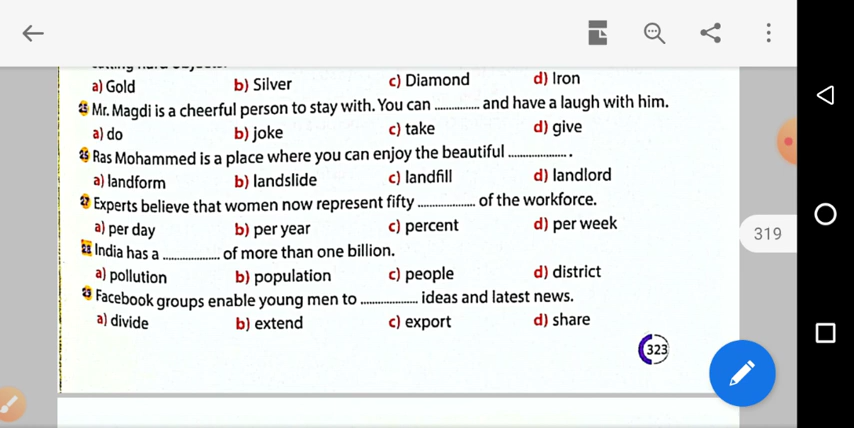 a) Gold b) Silver c) Diamond d) Iron
25 Mr. Magdi is a cheerful person to stay with. You can .............. and have a laugh with him.
a) do b) joke c) take d) give
26 Ras Mohammed is a place where you can enjoy the beautiful .................. .
a) landform b) landslide c) landfill d) landlord
27 Experts believe that women now represent fifty .................. of the workforce.
a) per day b) per year c) percent d) per week
28 India has a .................. of more than one billion.
a) pollution b) population c) people d) district
Facebook groups enable young men to .................. ideas and latest news.
a) divide b) extend c) export d) share
323
319